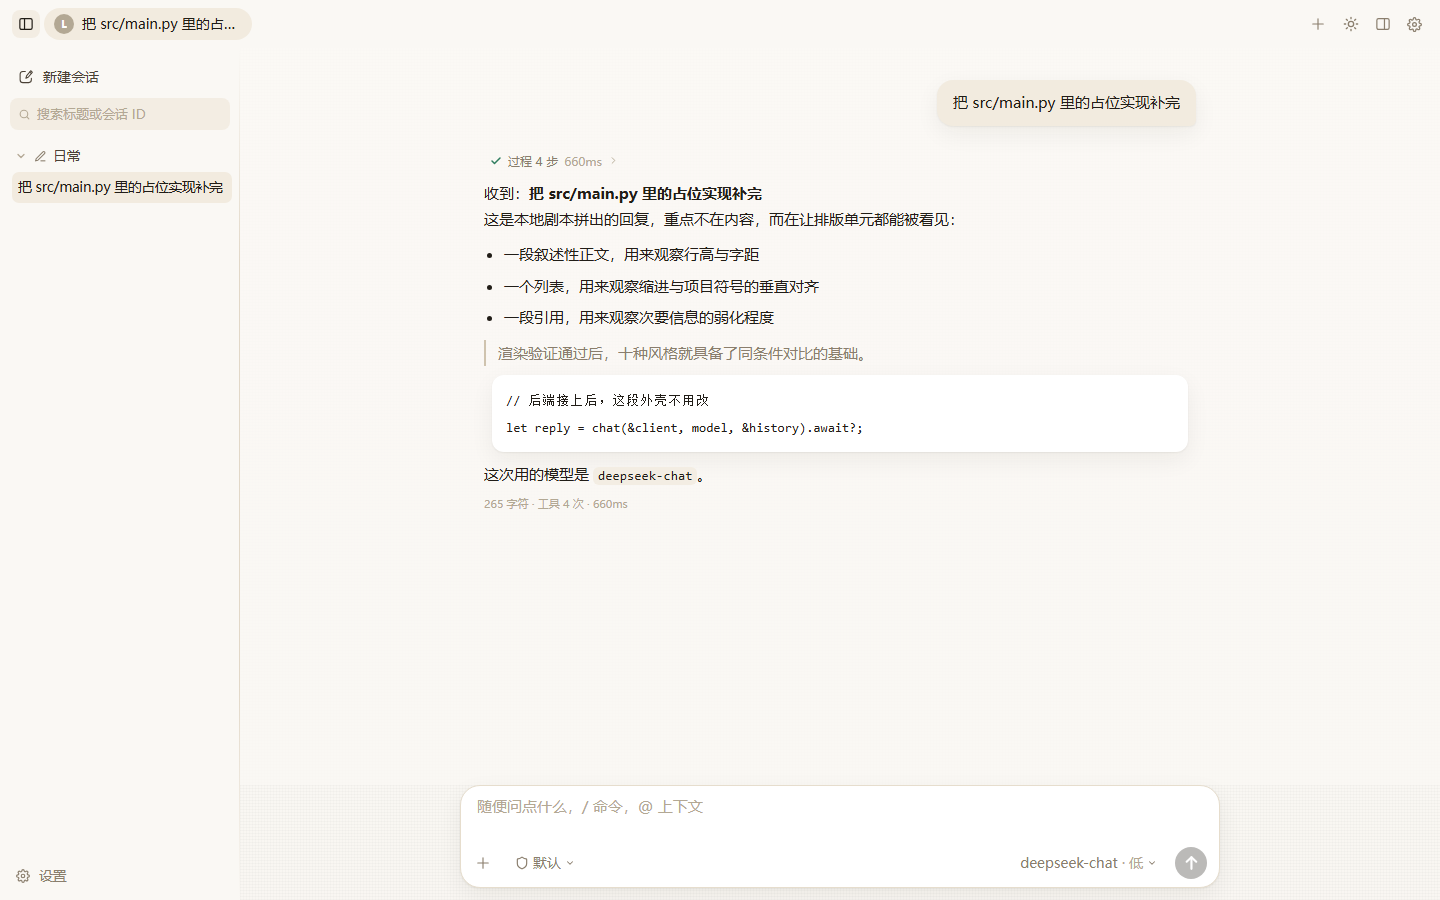 L 把 src/main.py 里的占...
新建会话
搜索标题或会话 ID
日常
把 src/main.py 里的占位实现补完
设置
把 src/main.py 里的占位实现补完
过程 4 步 660ms
收到：把 src/main.py 里的占位实现补完
这是本地剧本拼出的回复，重点不在内容，而在让排版单元都能被看见：
一段叙述性正文，用来观察行高与字距
一个列表，用来观察缩进与项目符号的垂直对齐
一段引用，用来观察次要信息的弱化程度
渲染验证通过后，十种风格就具备了同条件对比的基础。
// 后端接上后，这段外壳不用改
let reply = chat(&client, model, &history).await?;
这次用的模型是 deepseek-chat。
265 字符 · 工具 4 次 · 660ms
随便问点什么，/ 命令，@ 上下文
默认
deepseek-chat · 低